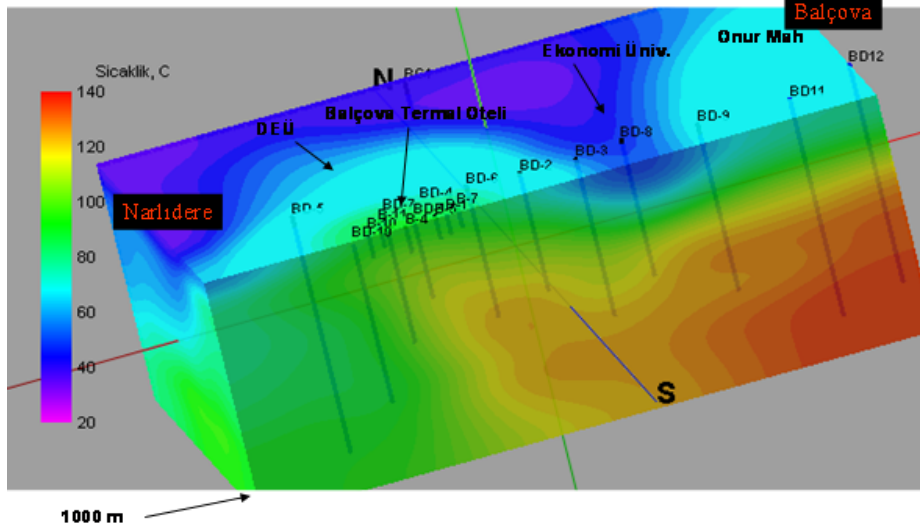 Balçova
Onur Mah
Ekonomi Üniv.
BD12
Sicaklik, C
N
140
BD11
Balçova Termal Oteli
BD-9
DEÜ
BD-8
120
BD-3
BD-2
BD-6
100
BD-4
BD-7
B-7
Narlıdere
BD-5
B-11
B-10
B-4
BD-10
80
60
40
20
S
1000 m